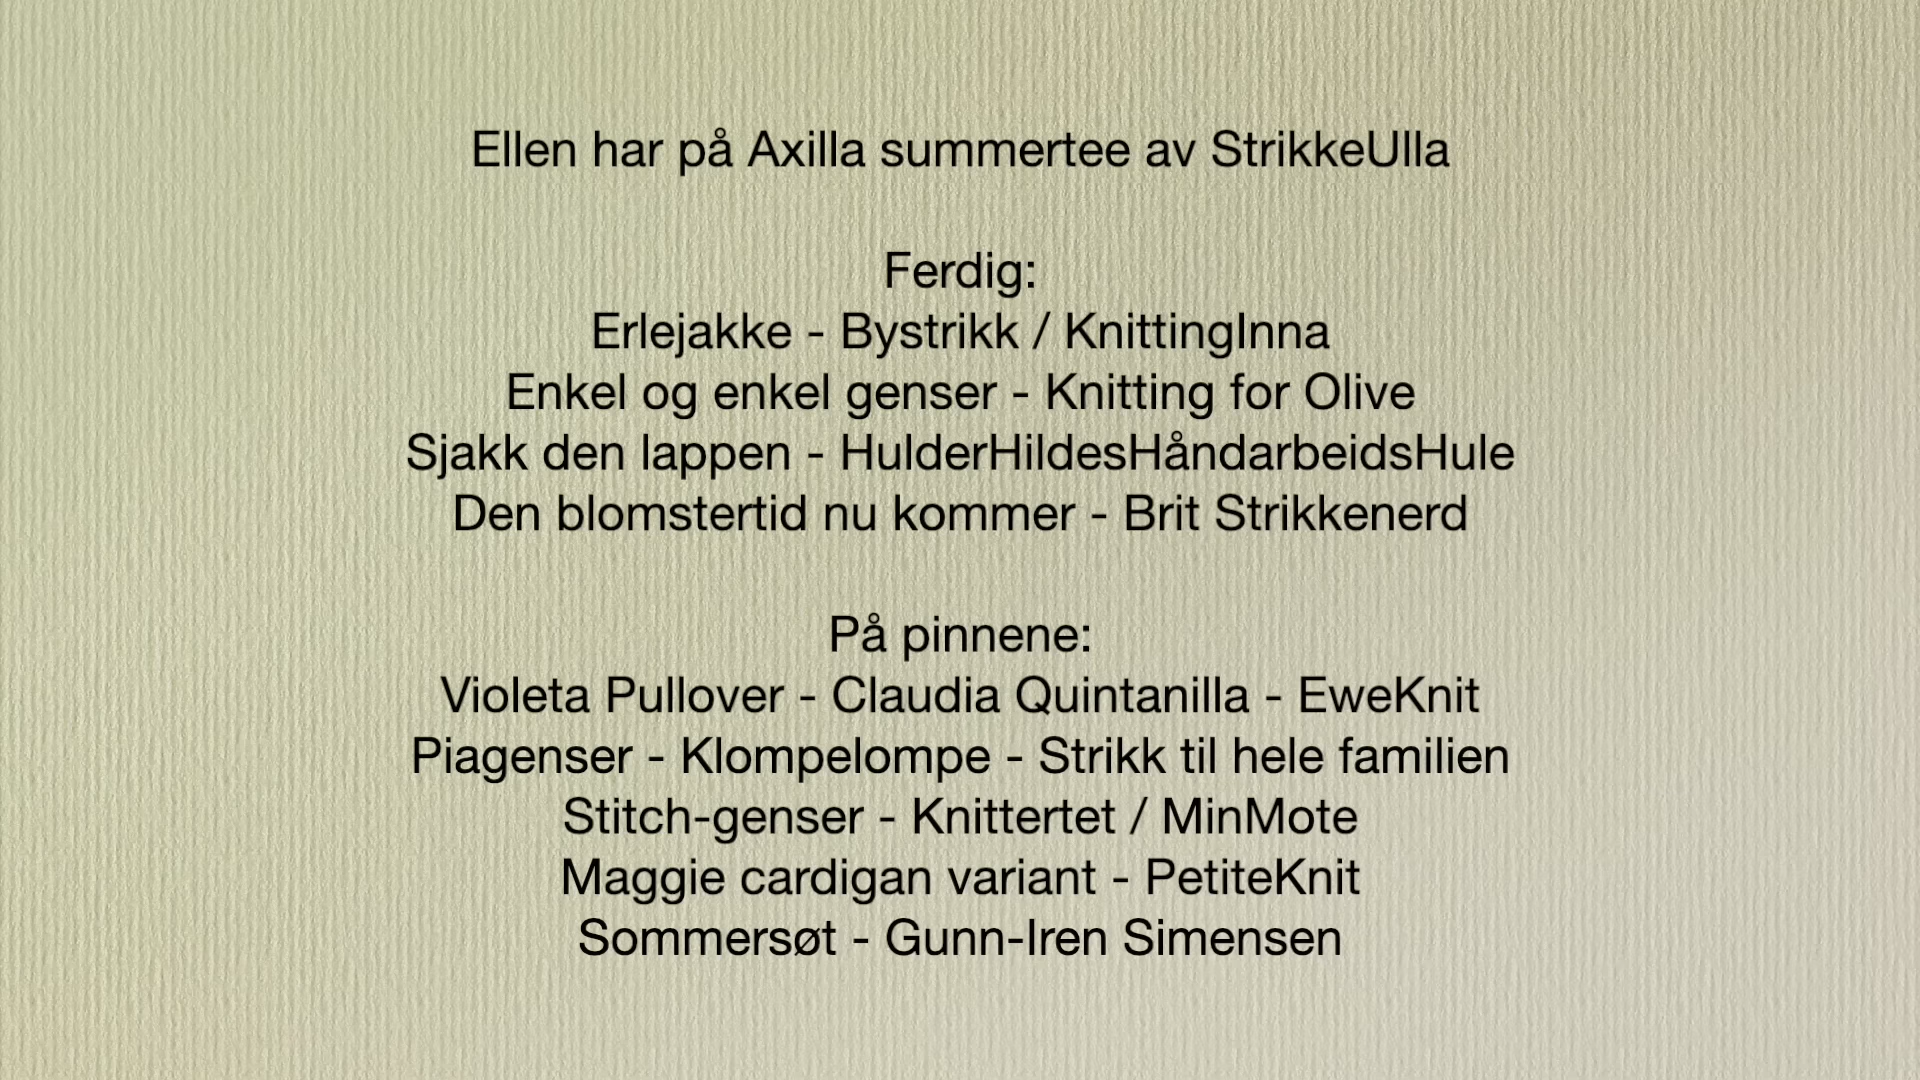 Ellen har på Axilla summertee av StrikkeUlla
Ferdig:
Erlejakke - Bystrikk / KnittingInna
Enkel og enkel genser - Knitting for Olive
Sjakk den lappen - HulderHildesHåndarbeidsHule
Den blomstertid nu kommer - Brit Strikkenerd
På pinnene:
Violeta Pullover - Claudia Quintanilla - EweKnit
Piagenser - Klompelompe - Strikk til hele familien
Stitch-genser - Knittertet / MinMote
Maggie cardigan variant - PetiteKnit
Sommersøt - Gunn-Iren Simensen